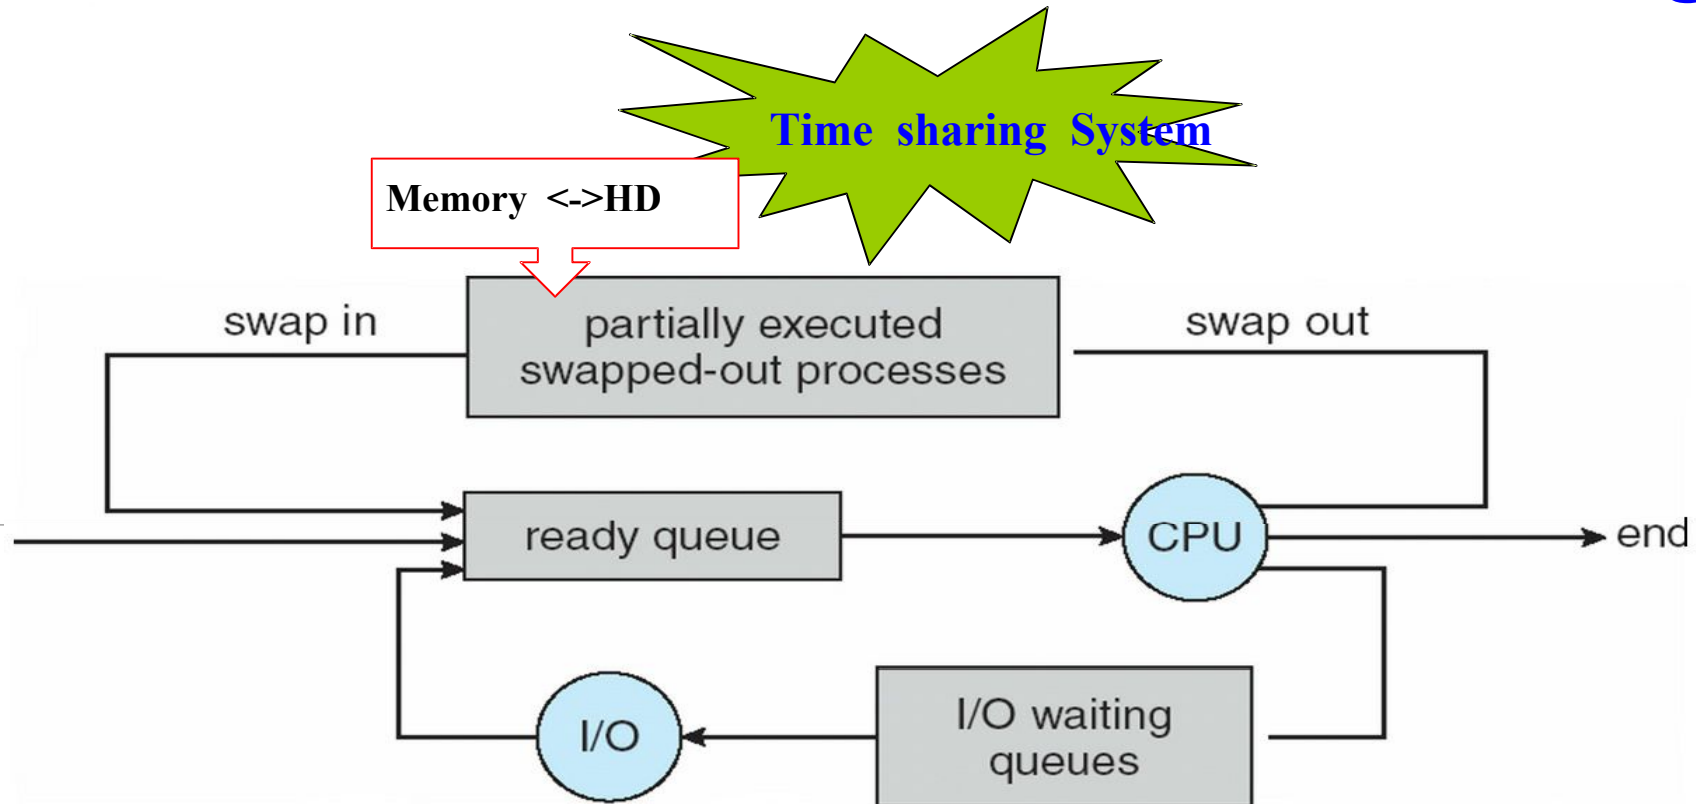 Time sharing System
Memory <->HD
swap in
partially executed
swapped-out processes
swap out
ready queue
CPU
end
I/O
I/O waiting
queues